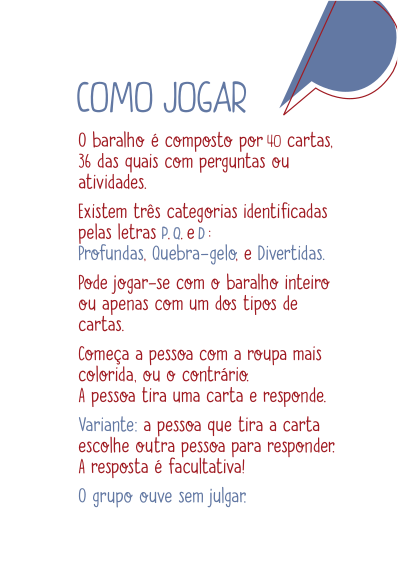 COMO JOGAR
O baralho é composto por 40 cartas,
36 das quais com perguntas ou
atividades.
Existem três categorias identificadas
pelas letras P, Q, e D:
Profundas, Quebra-gelo, e Divertidas.
Pode jogar-se com o baralho inteiro
ou apenas com um dos tipos de
cartas.
Começa a pessoa com a roupa mais
colorida, ou o contrário.
A pessoa tira uma carta e responde.
Variante: a pessoa que tira a carta
escolhe outra pessoa para responder.
A resposta é facultativa!
O grupo ouve sem julgar.